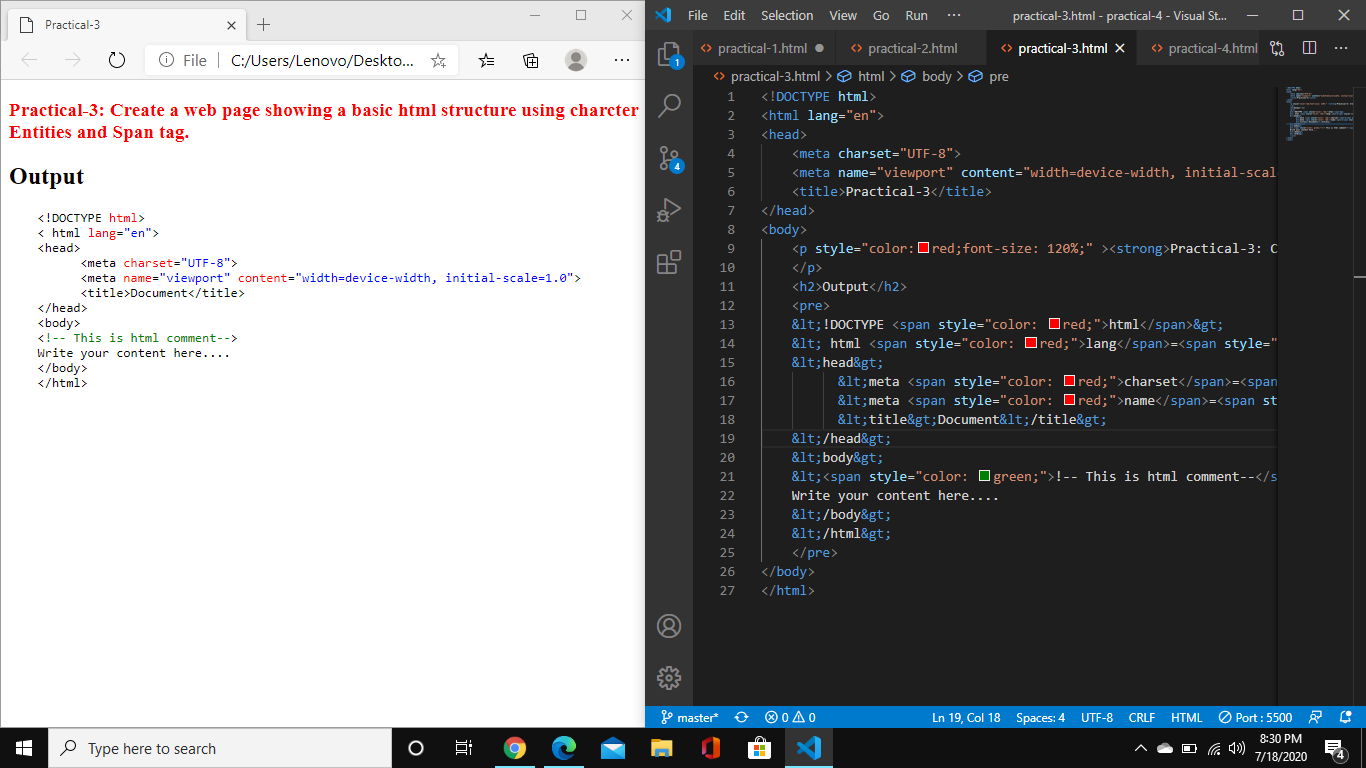 Practical-3
File
C:/Users/Lenovo/Deskto...
Practical-3: Create a web page showing a basic html structure using charcter
Entities and Span tag.
Output
<!DOCTYPE html>
< html lang="en">
<head>
<meta charset="UTF-8">
<meta name="viewport" content="width=device-width, initial-scale=1.0">
<title>Document</title>
</head>
<body>
<!-- This is html comment-->
Write your content here....
</body>
</html>
File Edit Selection View Go Run ··· practical-3.html - practical-4 - Visual St...
practical-1.html practical-2.html practical-3.html practical-4.html
practical-3.html > html > body > pre
1 <!DOCTYPE html>
2 <html lang="en">
3 <head>
4 <meta charset="UTF-8">
5 <meta name="viewport" content="width=device-width, initial-scal
6 <title>Practical-3</title>
7 </head>
8 <body>
9 <p style="color:red;font-size: 120%;" ><strong>Practical-3: C
10 </p>
11 <h2>Output</h2>
12 <pre>
13 &lt;!DOCTYPE <span style="color: red;">html</span>&gt;
14 &lt; html <span style="color: red;">lang</span>=<span style="
15 &lt;head&gt;
16 &lt;meta <span style="color: red;">charset</span>=<span
17 &lt;meta <span style="color: red;">name</span>=<span st
18 &lt;title&gt;Document&lt;/title&gt;
19 &lt;/head&gt;
20 &lt;body&gt;
21 &lt;<span style="color: green;">!-- This is html comment--</s
22 Write your content here....
23 &lt;/body&gt;
24 &lt;/html&gt;
25 </pre>
26 </body>
27 </html>
1
4
master* 0 0 Ln 19, Col 18 Spaces: 4 UTF-8 CRLF HTML Port : 5500
Type here to search
8:30 PM
7/18/2020
4